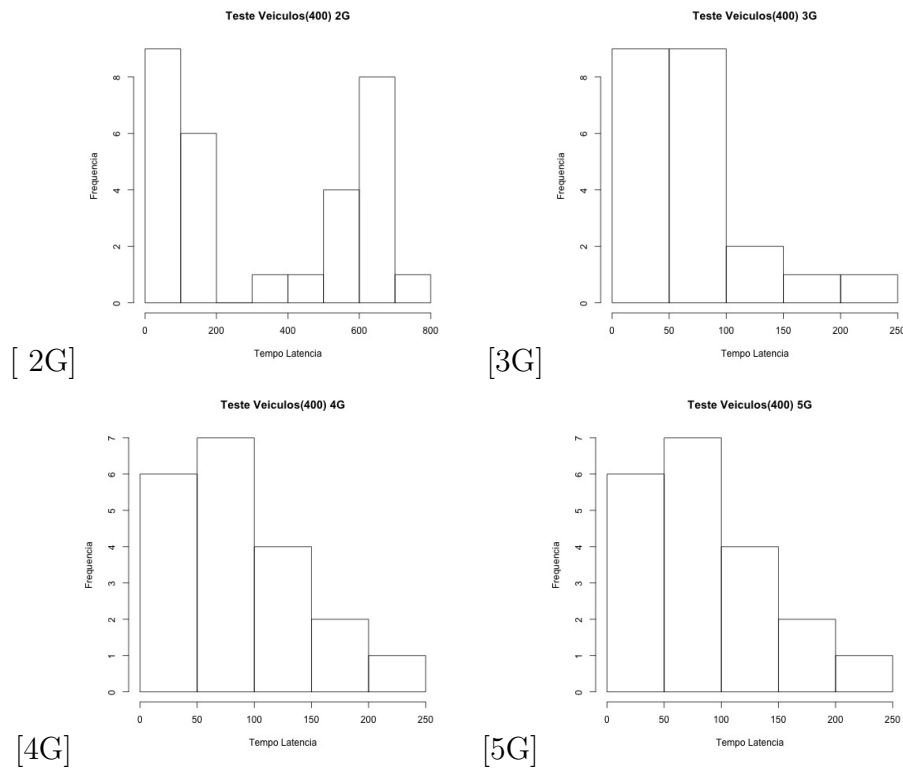 Teste Veiculos(400) 2G
Frequencia
0 2 4 6 8
0 200 400 600 800
Tempo Latencia
[ 2G]
Teste Veiculos(400) 3G
Frequencia
0 2 4 6 8
0 50 100 150 200 250
Tempo Latencia
[3G]
Teste Veiculos(400) 4G
Frequencia
0 1 2 3 4 5 6 7
0 50 100 150 200 250
Tempo Latencia
[4G]
Teste Veiculos(400) 5G
Frequencia
0 1 2 3 4 5 6 7
0 50 100 150 200 250
Tempo Latencia
[5G]